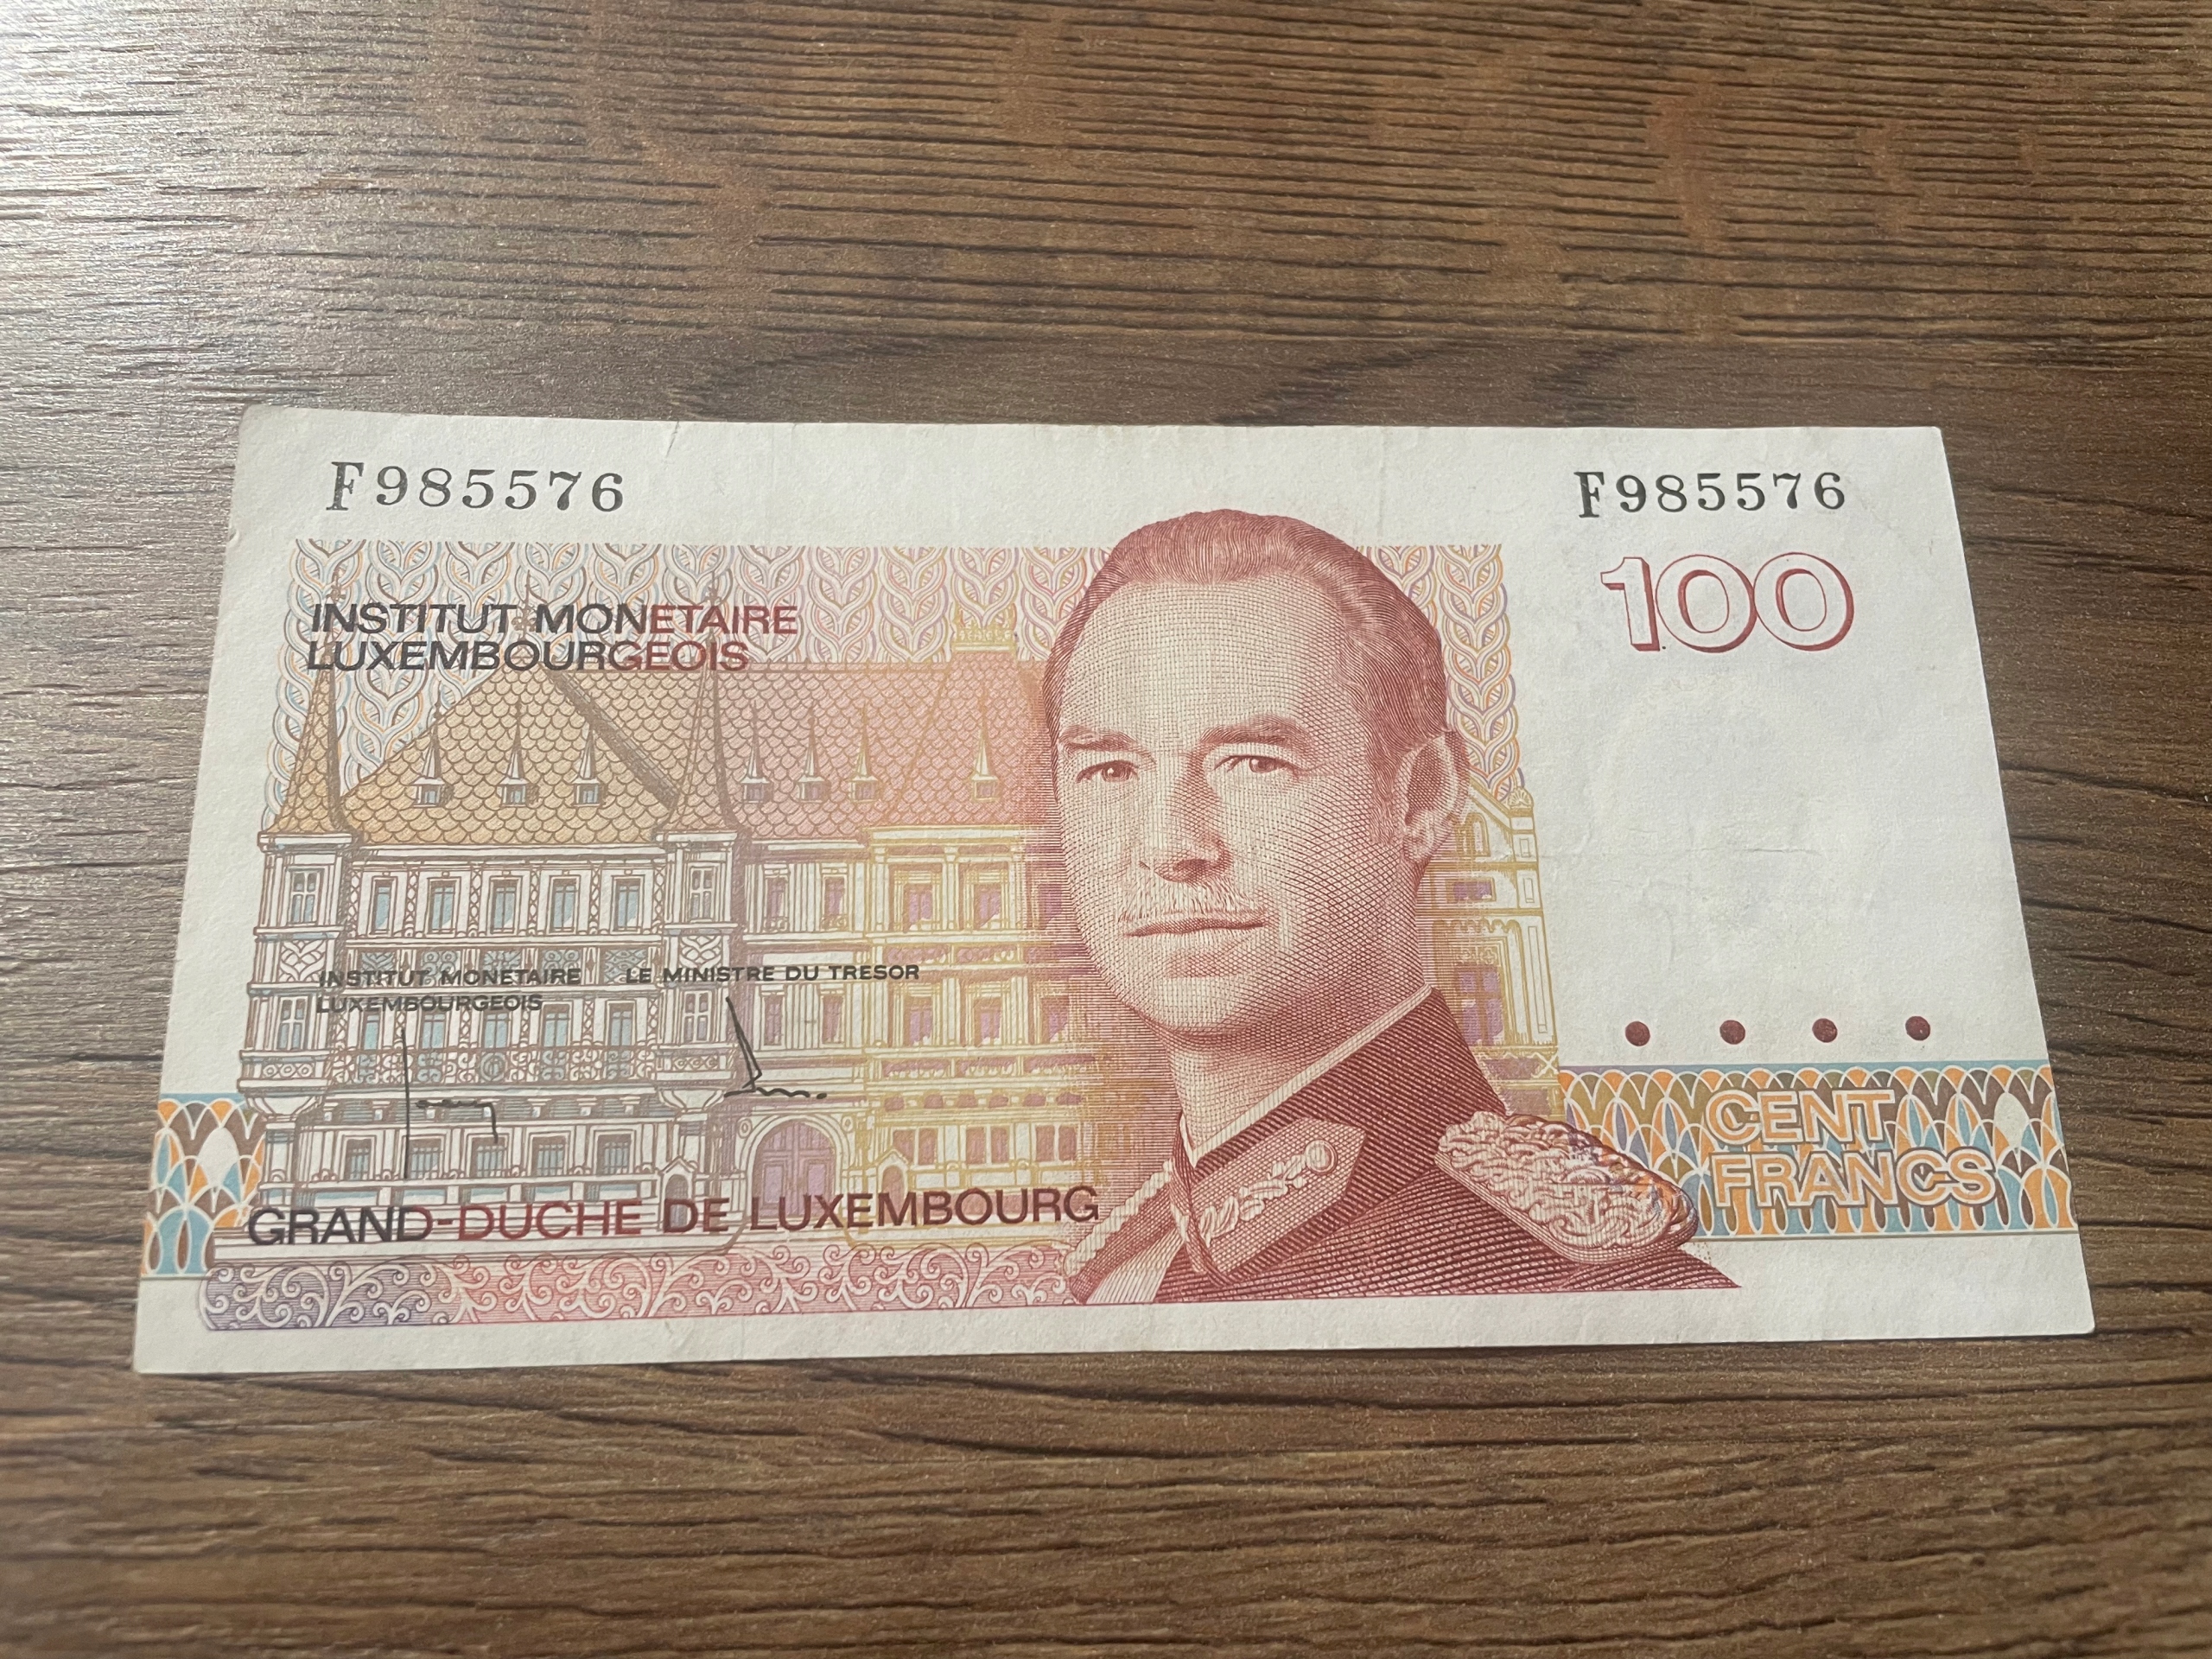 F985576
F985576
100
INSTITUT MONETAIRE
LUXEMBOURGEOIS
INSTITUT MONETAIRE
LUXEMBOURGEOIS
LE MINISTRE DU TRESOR
CENT
FRANCS
GRAND-DUCHE DE LUXEMBOURG